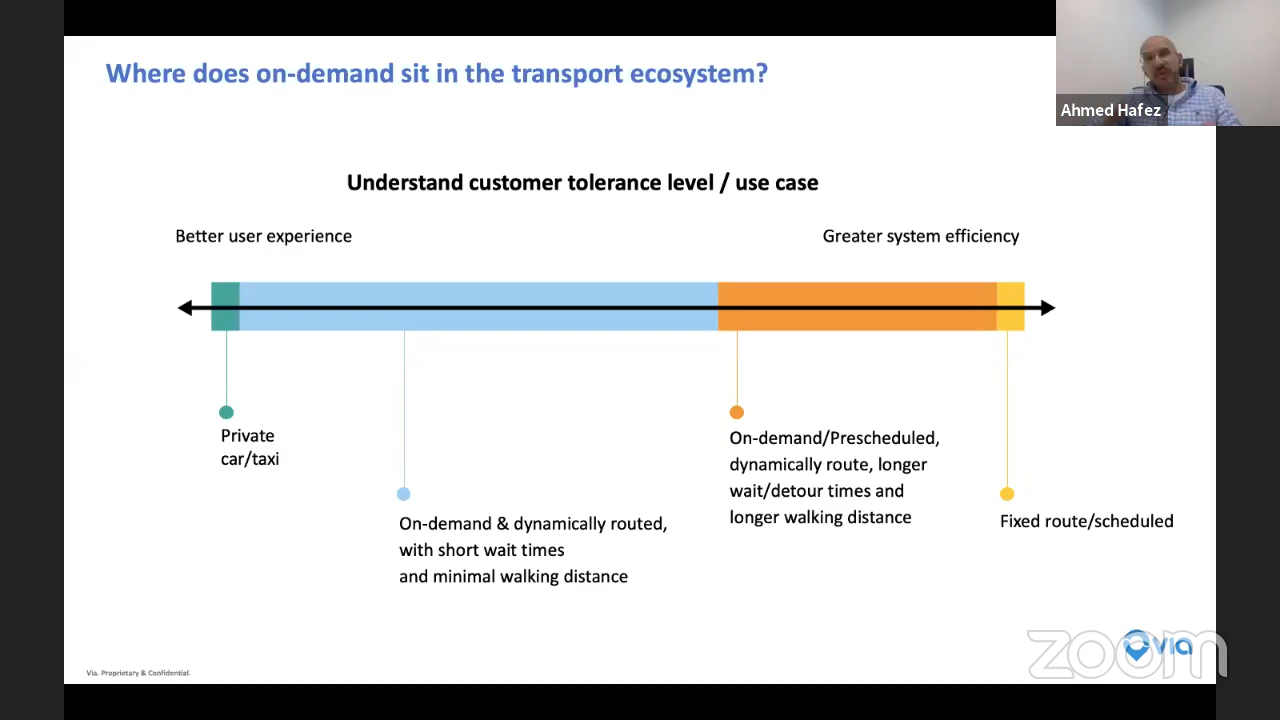 Where does on-demand sit in the transport ecosystem?
Ahmed Hafez
Understand customer tolerance level / use case
Better user experience
Greater system efficiency
Private
car/taxi
On-demand & dynamically routed,
with short wait times
and minimal walking distance
On-demand/Prescheduled,
dynamically route, longer
wait/detour times and
longer walking distance
Fixed route/scheduled
Via. Proprietary & Confidential.
via
zoom